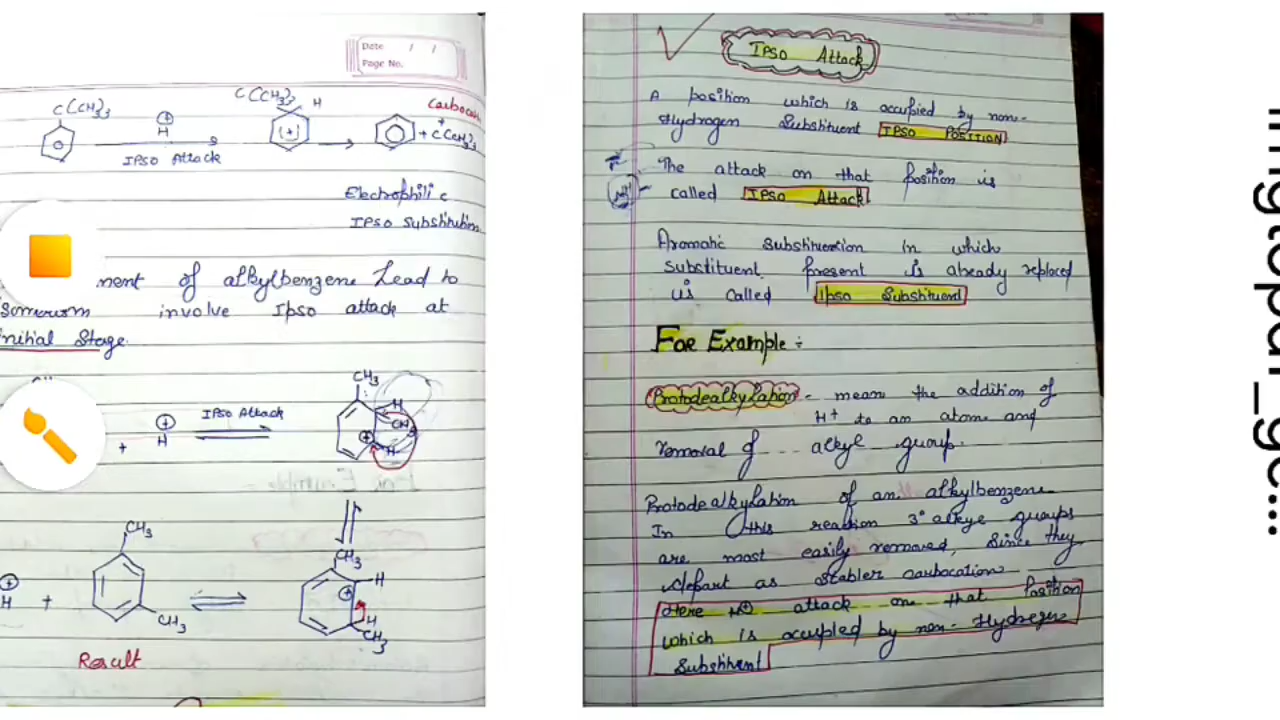 Date / /
Page No.
C(CH3)3
H
⊕
IPSO Attack
C(CH3)3
H
(+)
+ C(CH3)3
+
Electrophilic
IPSO Substitution
ment of alkylbenzene Lead to
involve Ipso attack at
nitial Stage.
+
⊕
H
IPSO Attack
CH3
H
CH3
⊕
H
CH3
⊕
H
+
CH3
CH3
H
⊕
H
CH3
Result
IPSO Attack
A position which is occupied by non-
Hydrogen Substituent IPSO POSITION
The attack on that position is
called IPSO Attack
Aromatic substitution in which
substituent present is already replaced
is called Ipso Substituent
FOR Example :
Protodealkylation - mean the addition of
H+ to an atom and
removal of alkyl group.
Protodealkylation of an alkylbenzene
In this reaction 3° alkye groups
are most easily removed, since they
depart as stabler carbocation
Here H⊕ attack on that Position
which is occupied by non-Hydrogen
Substituent